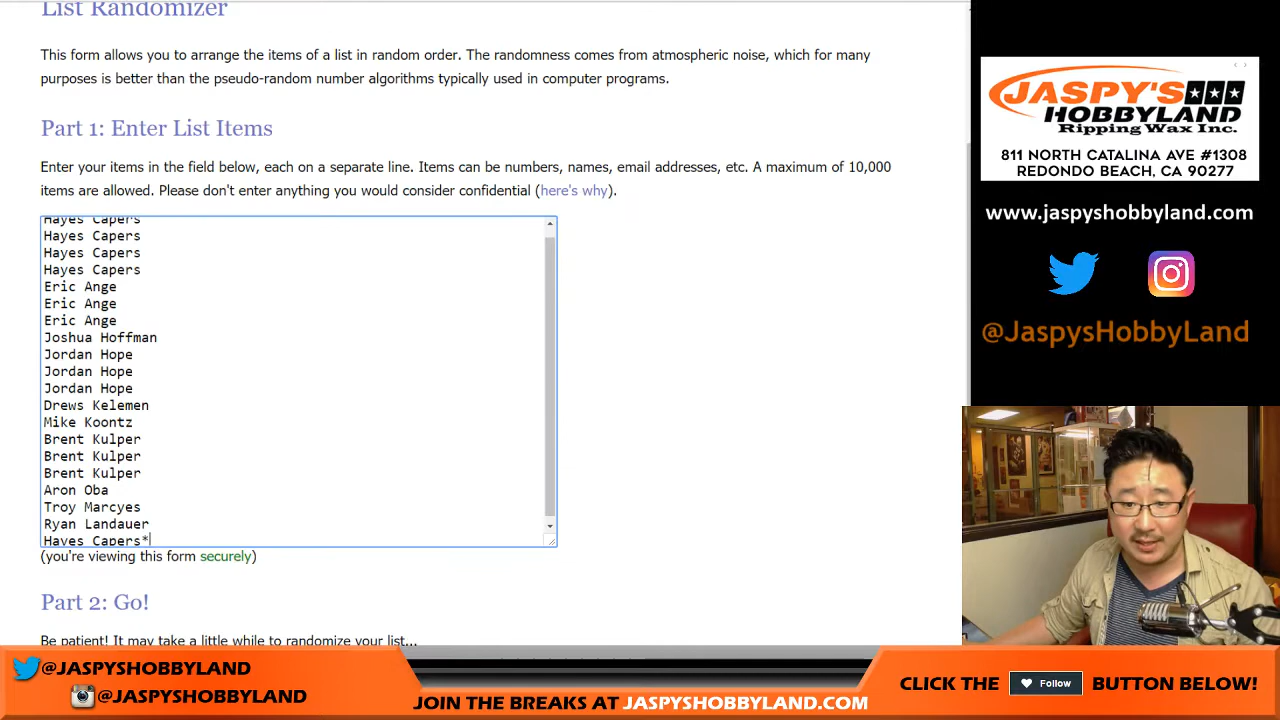 List Randomizer
This form allows you to arrange the items of a list in random order. The randomness comes from atmospheric noise, which for many
purposes is better than the pseudo-random number algorithms typically used in computer programs.
Part 1: Enter List Items
Enter your items in the field below, each on a separate line. Items can be numbers, names, email addresses, etc. A maximum of 10,000
items are allowed. Please don't enter anything you would consider confidential (here's why).
Hayes Capers
Hayes Capers
Hayes Capers
Hayes Capers
Eric Ange
Eric Ange
Eric Ange
Joshua Hoffman
Jordan Hope
Jordan Hope
Jordan Hope
Drews Kelemen
Mike Koontz
Brent Kulper
Brent Kulper
Brent Kulper
Aron Oba
Troy Marcyes
Ryan Landauer
Hayes Capers*
(you're viewing this form securely)
Part 2: Go!
Be patient! It may take a little while to randomize your list...
JASPY'S
HOBBYLAND
Ripping Wax Inc.
811 NORTH CATALINA AVE #1308
REDONDO BEACH, CA 90277
www.jaspyshobbyland.com
@JaspysHobbyLand
@JASPYSHOBBYLAND
@JASPYSHOBBYLAND
JOIN THE BREAKS AT JASPYSHOBBYLAND.COM
CLICK THE Follow BUTTON BELOW!